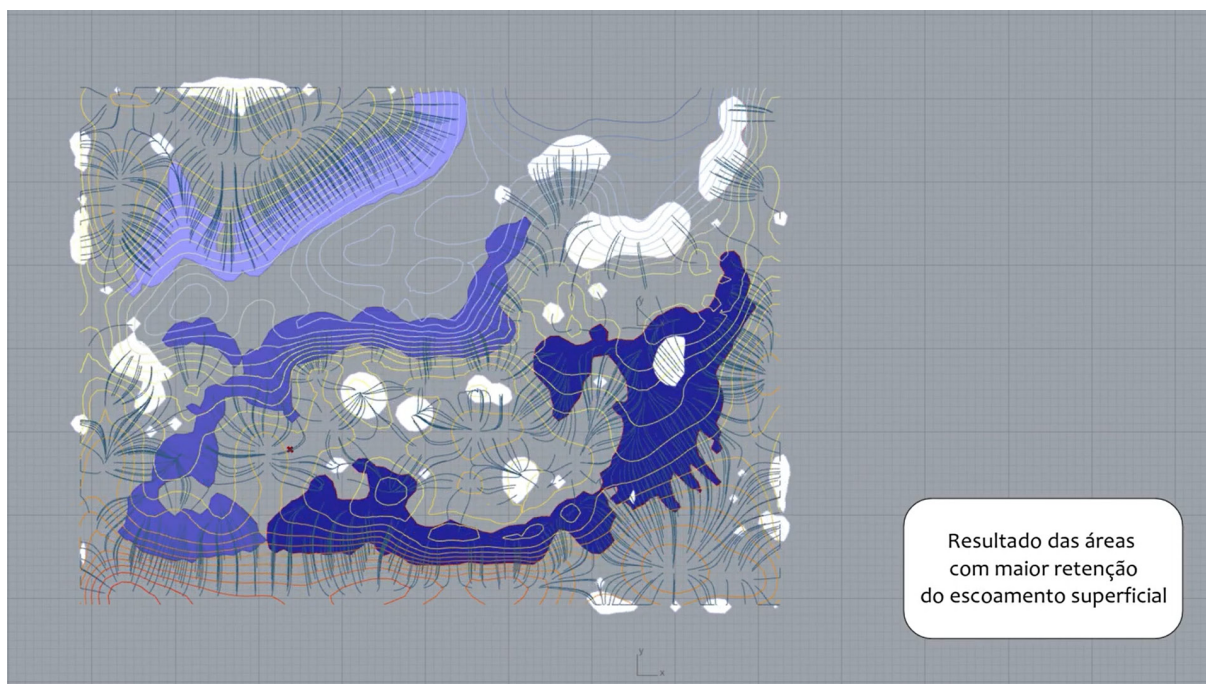 y
Resultado das áreas
com maior retenção
do escoamento superficial
y
x